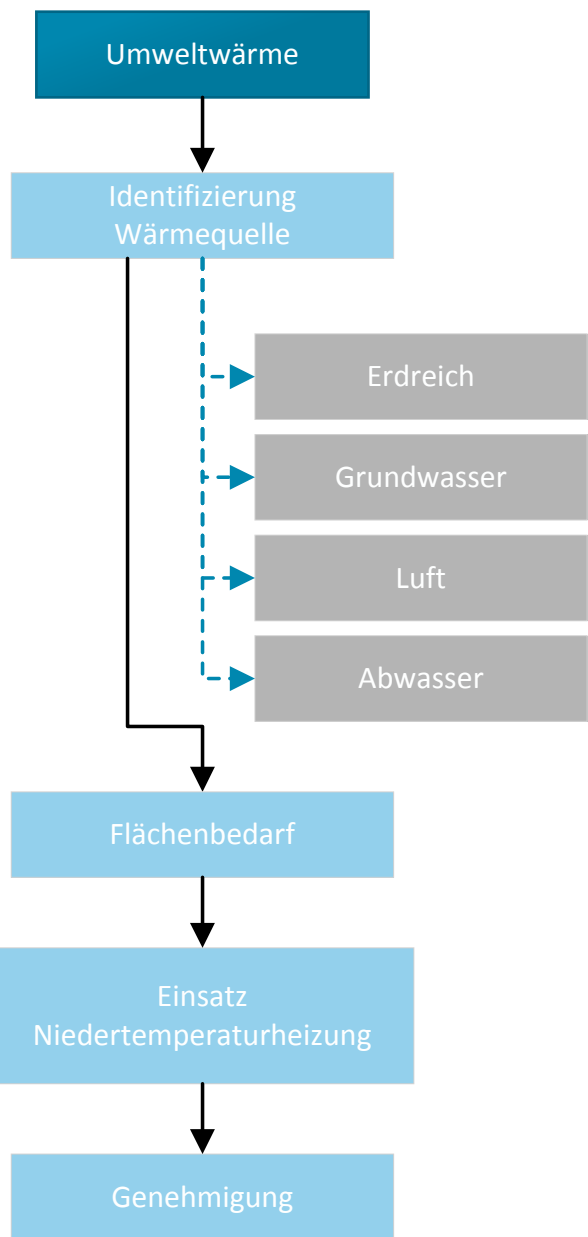 Umweltwärme
Identifizierung
Wärmequelle
Erdreich
Grundwasser
Luft
Abwasser
Flächenbedarf
Einsatz
Niedertemperaturheizung
Genehmigung